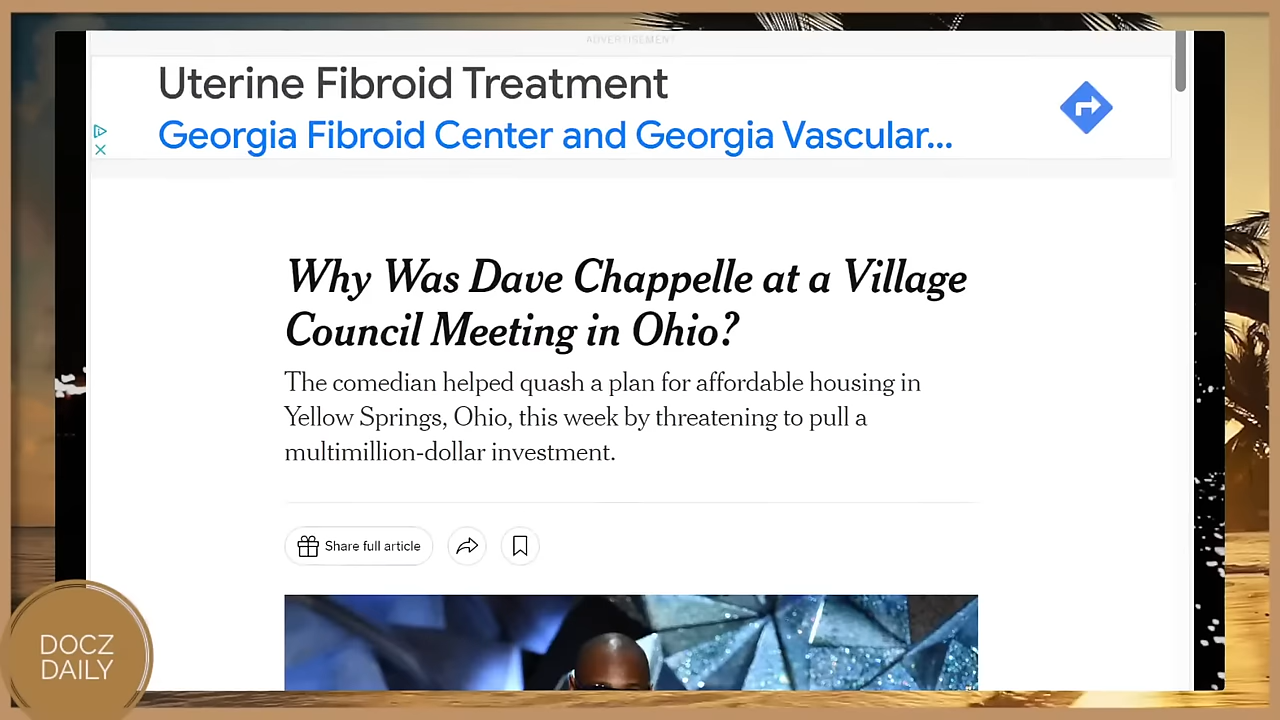 ADVERTISEMENT
Uterine Fibroid Treatment
Georgia Fibroid Center and Georgia Vascular...
Why Was Dave Chappelle at a Village
Council Meeting in Ohio?
The comedian helped quash a plan for affordable housing in
Yellow Springs, Ohio, this week by threatening to pull a
multimillion-dollar investment.
Share full article
DOCZ
DAILY